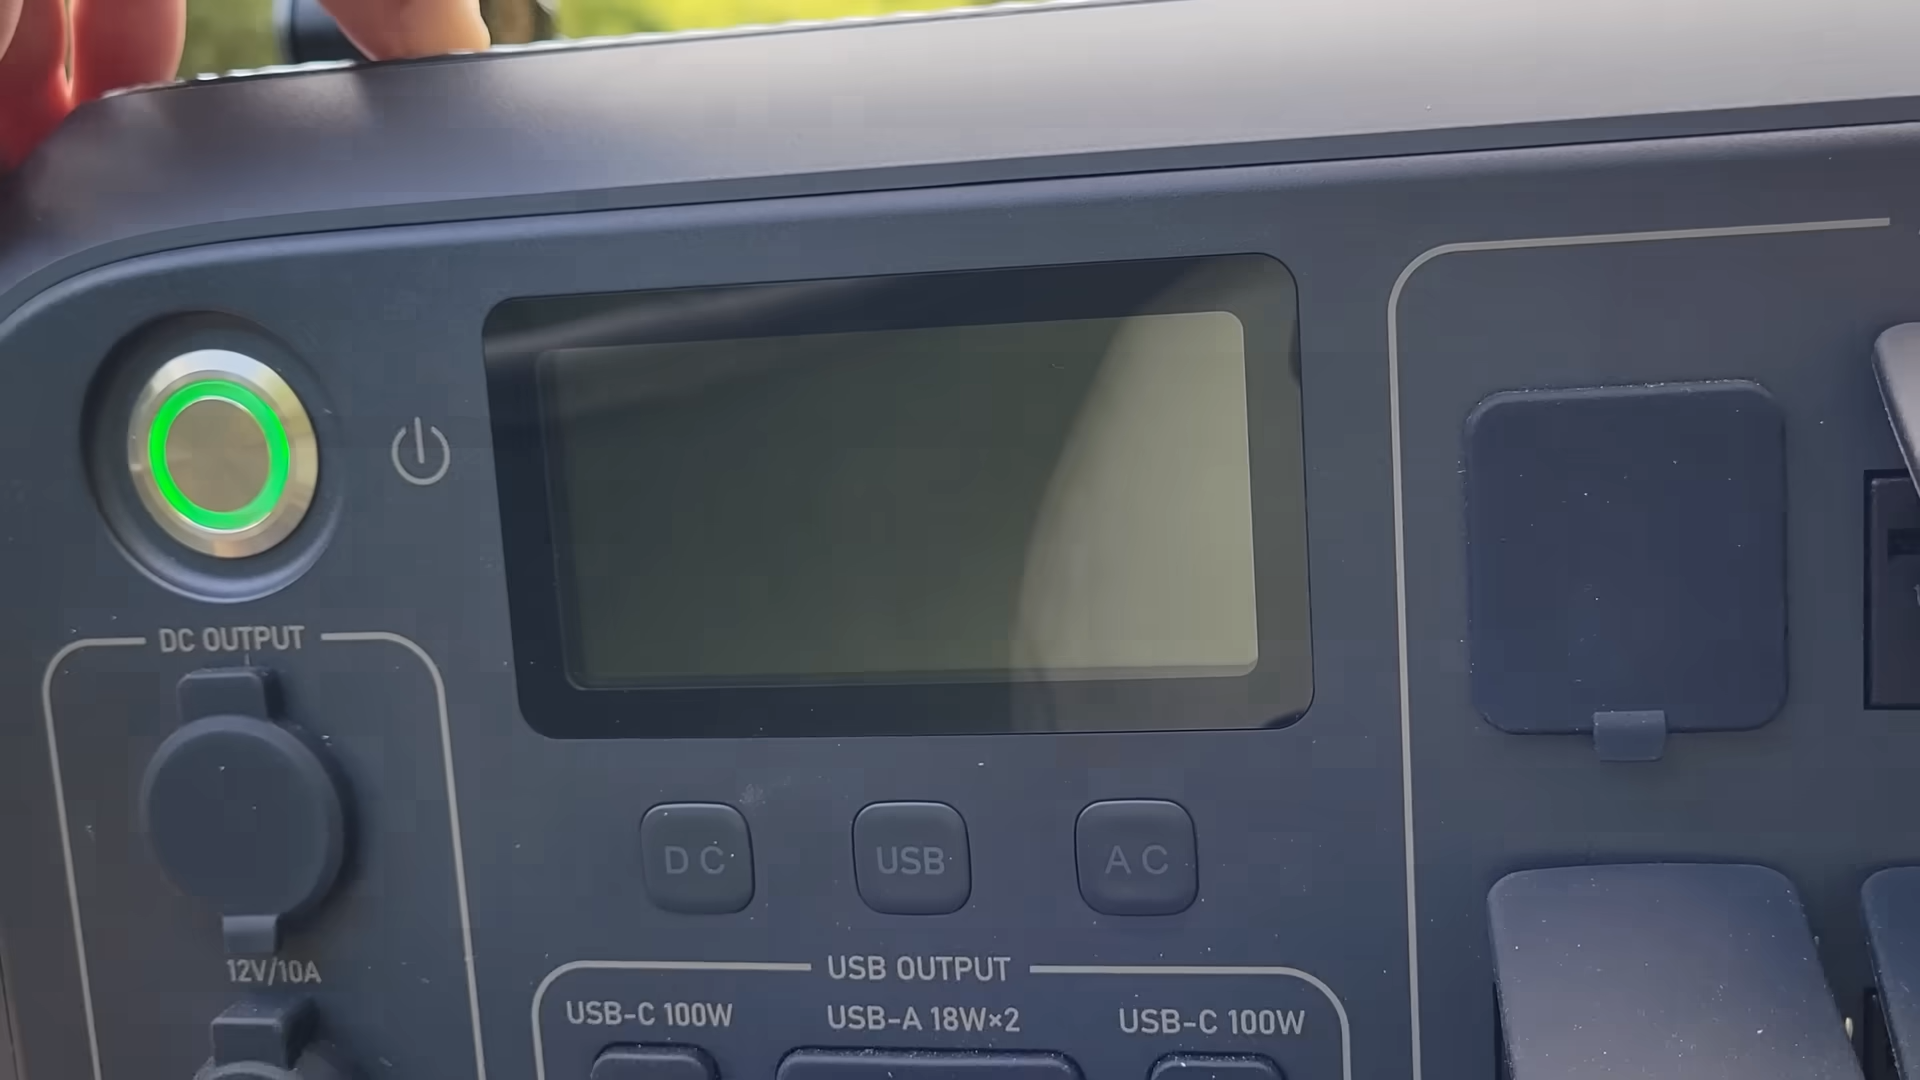 DC OUTPUT
12V/10A
DC
USB
AC
USB OUTPUT
USB-C 100W
USB-A 18W×2
USB-C 100W